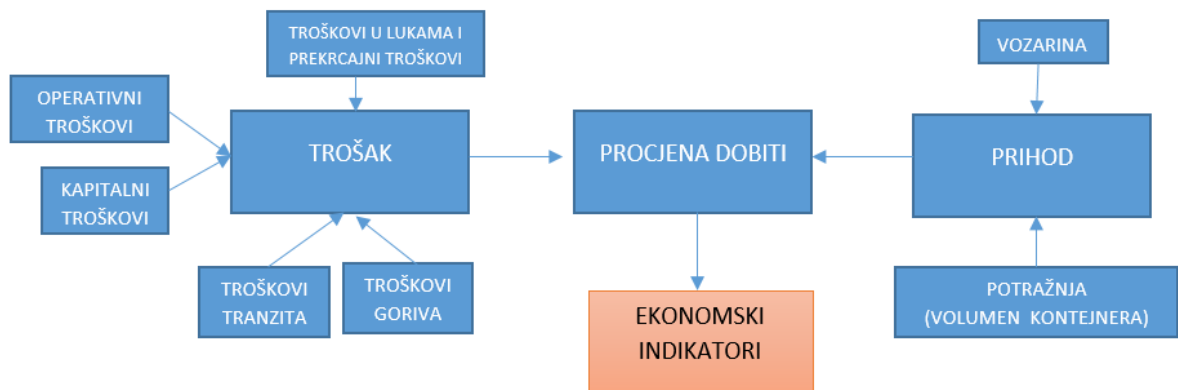 TROŠKOVI U LUKAMA I
PREKRCAJNI TROŠKOVI
VOZARINA
OPERATIVNI
TROŠKOVI
TROŠAK
PROCJENA DOBITI
PRIHOD
KAPITALNI
TROŠKOVI
TROŠKOVI
TRANZITA
TROŠKOVI
GORIVA
EKONOMSKI
INDIKATORI
POTRAŽNJA
(VOLUMEN KONTEJNERA)